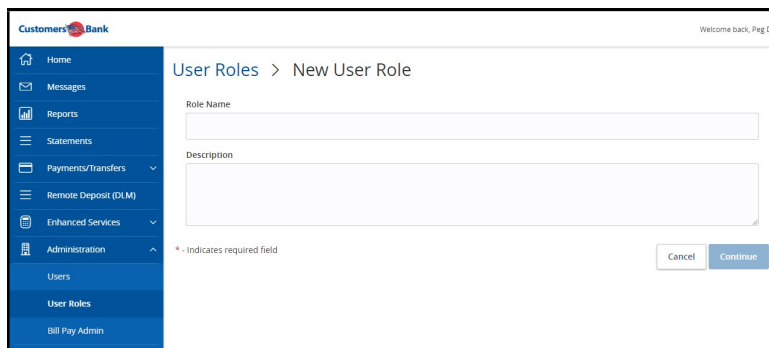 Customers Bank
Welcome back, Peg D
Home
Messages
Reports
Statements
Payments/Transfers
Remote Deposit (DLM)
Enhanced Services
Administration
Users
User Roles
Bill Pay Admin
User Roles > New User Role
Role Name
Description
* - Indicates required field
Cancel
Continue